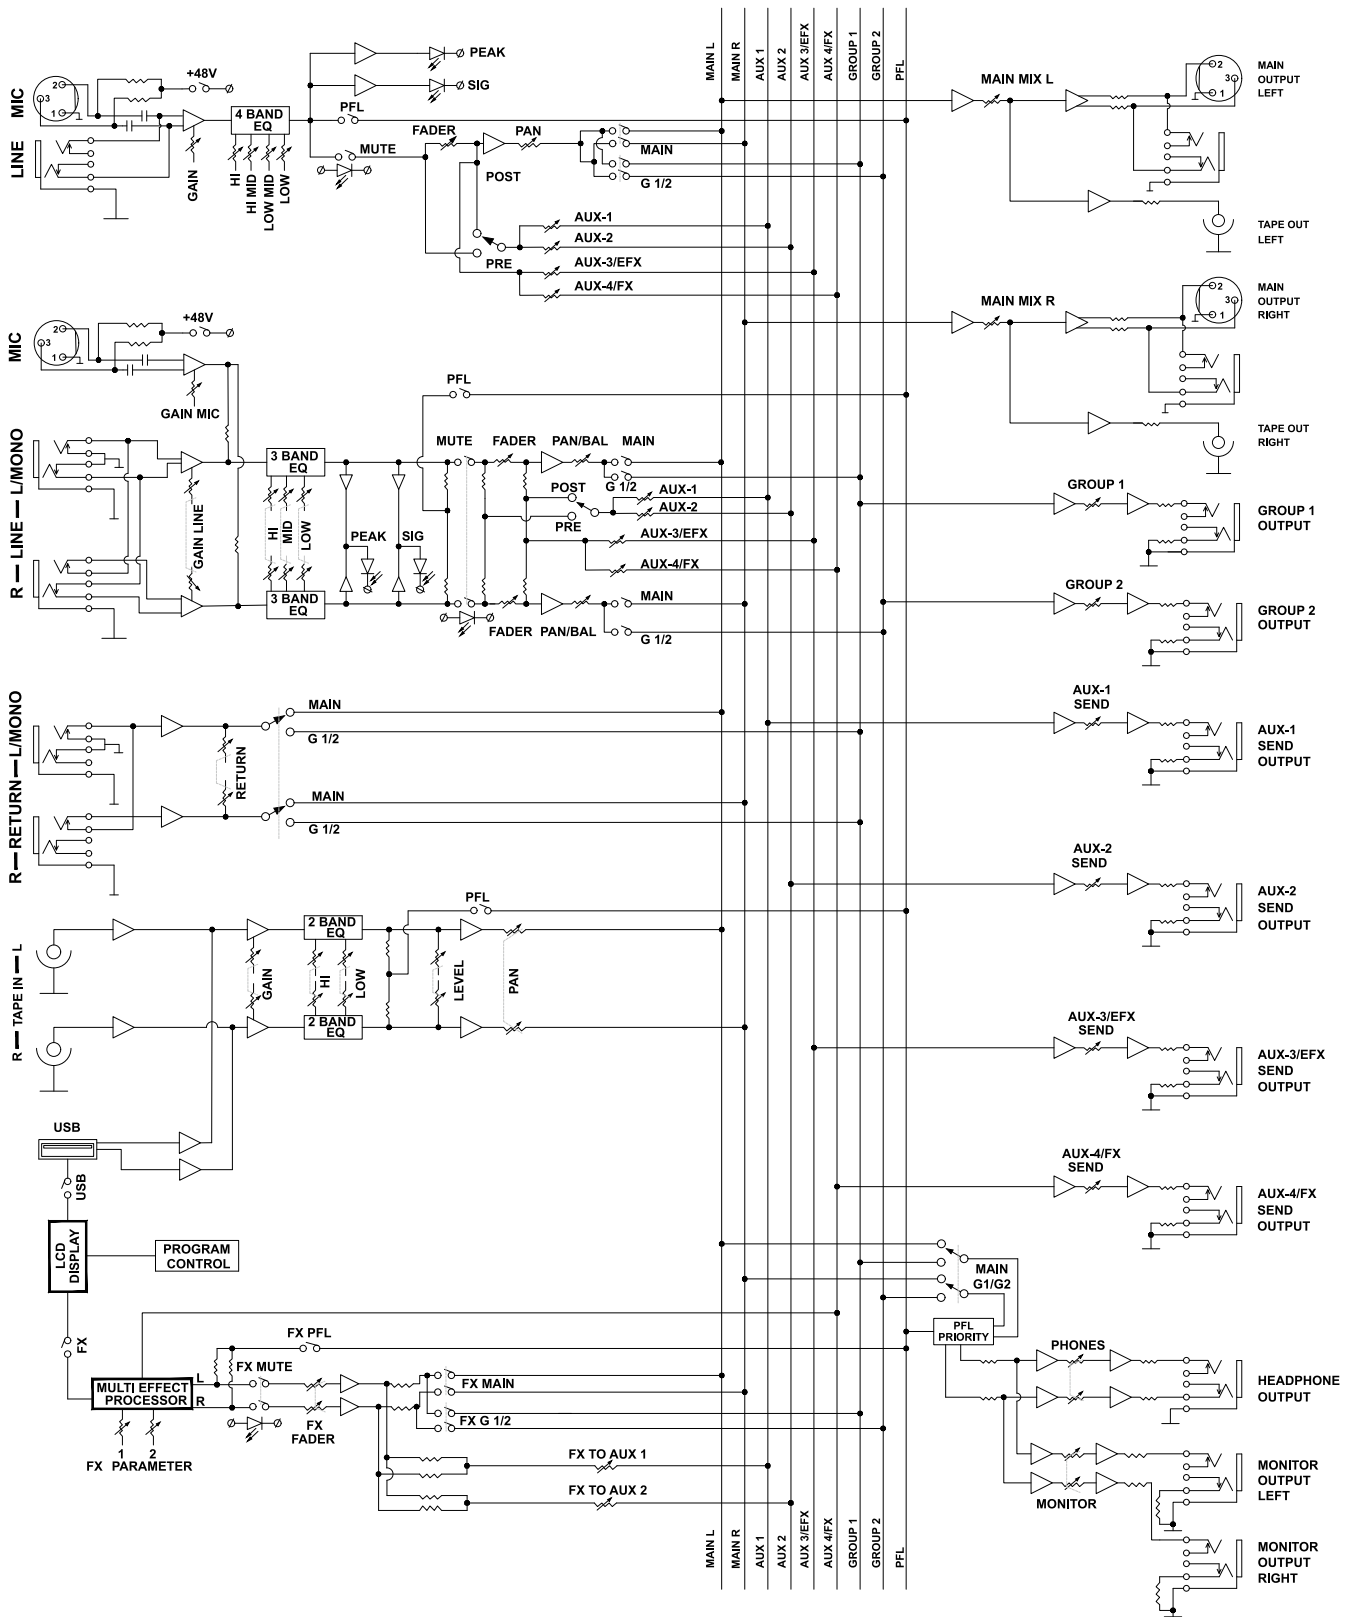 MAIN L
MAIN R
AUX 1
AUX 2
AUX 3/EFX
AUX 4/FX
GROUP 1
GROUP 2
PFL
MIC
2
3
1
+48V
LINE
GAIN
4 BAND
EQ
HI
HI MID
LOW MID
LOW
PEAK
SIG
PFL
MUTE
FADER
PAN
POST
PRE
MAIN
G 1/2
AUX-1
AUX-2
AUX-3/EFX
AUX-4/FX
MAIN MIX L
2
3
1
MAIN
OUTPUT
LEFT
TAPE OUT
LEFT
MIC
2
3
1
+48V
GAIN MIC
R — LINE — L/MONO
GAIN LINE
3 BAND
EQ
HI
MID
LOW
3 BAND
EQ
PEAK
SIG
PFL
MUTE
FADER
PAN/BAL
MAIN
G 1/2
POST
PRE
AUX-1
AUX-2
AUX-3/EFX
AUX-4/FX
MAIN
FADER
PAN/BAL
G 1/2
MAIN MIX R
2
3
1
MAIN
OUTPUT
RIGHT
TAPE OUT
RIGHT
GROUP 1
GROUP 1
OUTPUT
GROUP 2
GROUP 2
OUTPUT
R — RETURN — L/MONO
RETURN
MAIN
G 1/2
MAIN
G 1/2
AUX-1
SEND
AUX-1
SEND
OUTPUT
AUX-2
SEND
AUX-2
SEND
OUTPUT
R — TAPE IN — L
GAIN
2 BAND
EQ
HI
LOW
2 BAND
EQ
PFL
LEVEL
PAN
AUX-3/EFX
SEND
AUX-3/EFX
SEND
OUTPUT
USB
USB
LCD
DISPLAY
PROGRAM
CONTROL
FX
AUX-4/FX
SEND
AUX-4/FX
SEND
OUTPUT
MAIN
G1/G2
PFL
PRIORITY
MULTI EFFECT
PROCESSOR
L
R
1
2
FX PARAMETER
FX PFL
FX MUTE
FX
FADER
FX MAIN
FX G 1/2
FX TO AUX 1
FX TO AUX 2
PHONES
HEADPHONE
OUTPUT
MONITOR
MONITOR
OUTPUT
LEFT
MONITOR
OUTPUT
RIGHT
MAIN L
MAIN R
AUX 1
AUX 2
AUX 3/EFX
AUX 4/FX
GROUP 1
GROUP 2
PFL